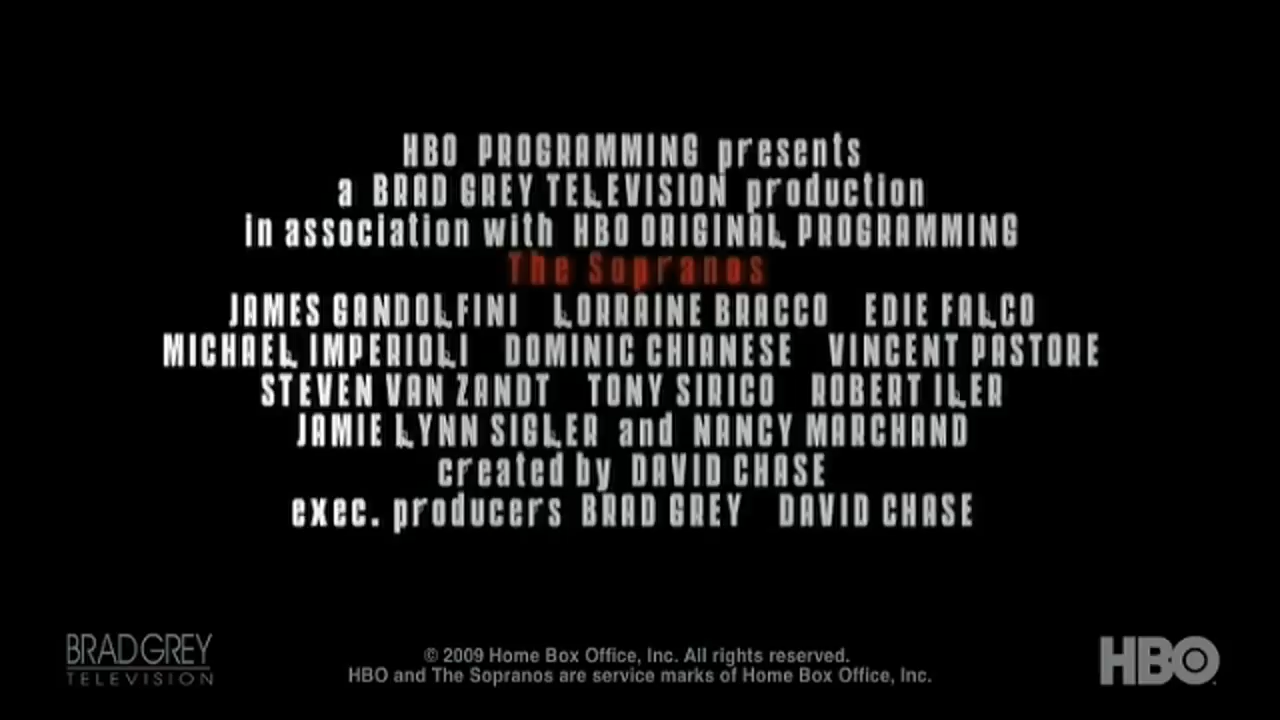 HBO PROGRAMMING presents
a BRAD GREY TELEVISION production
in association with HBO ORIGINAL PROGRAMMING
The Sopranos
JAMES GANDOLFINI LORRAINE BRACCO EDIE FALCO
MICHAEL IMPERIOLI DOMINIC CHIANESE VINCENT PASTORE
STEVEN VAN ZANDT TONY SIRICO ROBERT ILER
JAMIE LYNN SIGLER and NANCY MARCHAND
created by DAVID CHASE
exec. producers BRAD GREY DAVID CHASE
BRAD GREY
TELEVISION
© 2009 Home Box Office, Inc. All rights reserved.
HBO and The Sopranos are service marks of Home Box Office, Inc.
HBO